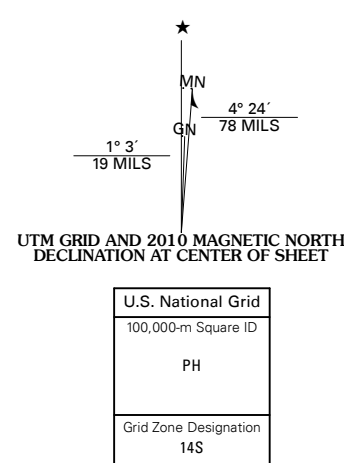 ★
MN
4° 24´
78 MILS
GN
1° 3´
19 MILS
UTM GRID AND 2010 MAGNETIC NORTH
DECLINATION AT CENTER OF SHEET
U.S. National Grid
100,000-m Square ID
PH
Grid Zone Designation
14S